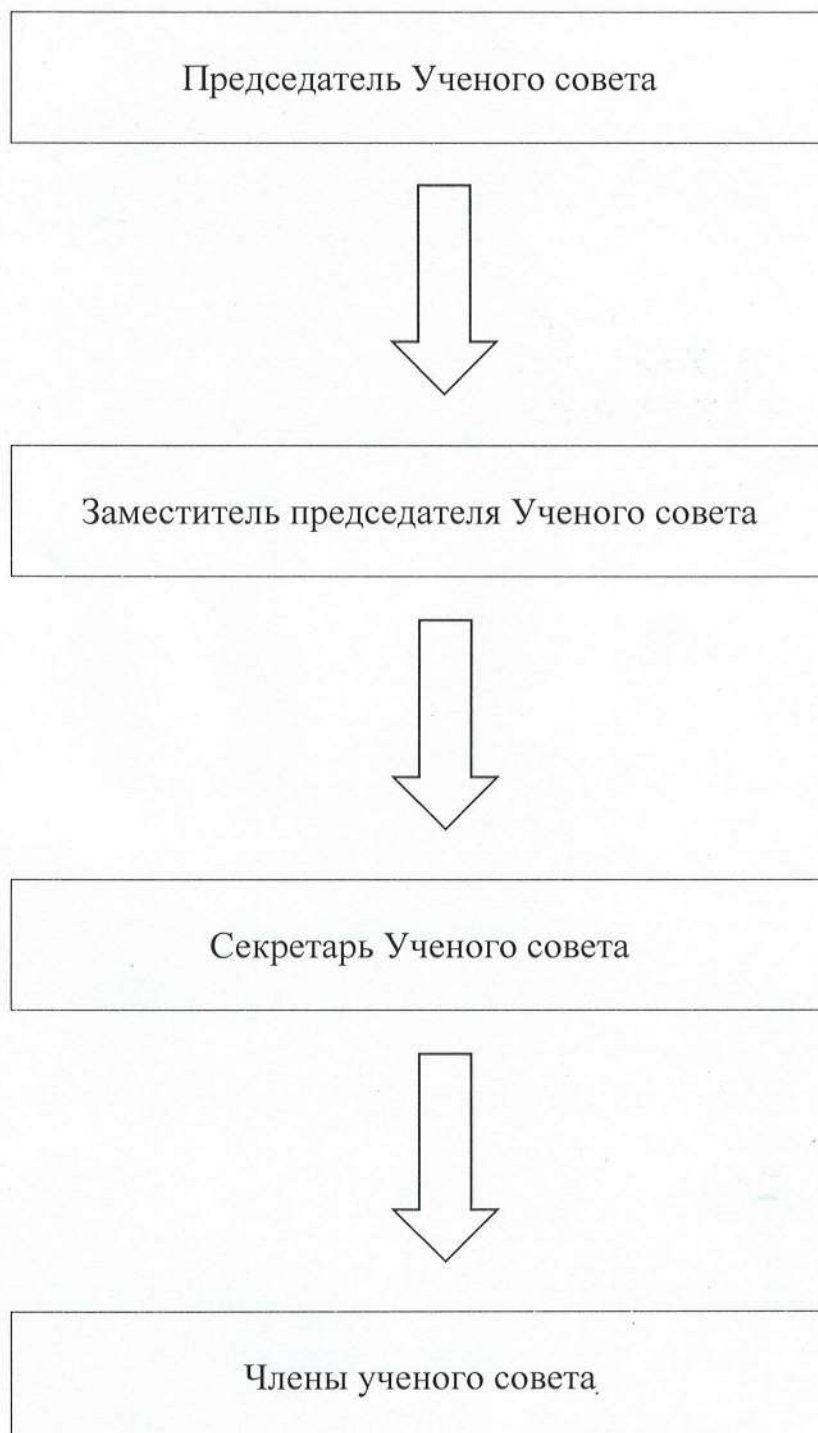 Председатель Ученого совета
Заместитель председателя Ученого совета
Секретарь Ученого совета
Члены ученого совета